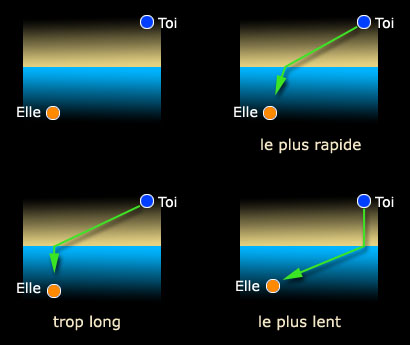 Toi
Elle
Toi
Elle
le plus rapide
Toi
Elle
trop long
Toi
Elle
le plus lent